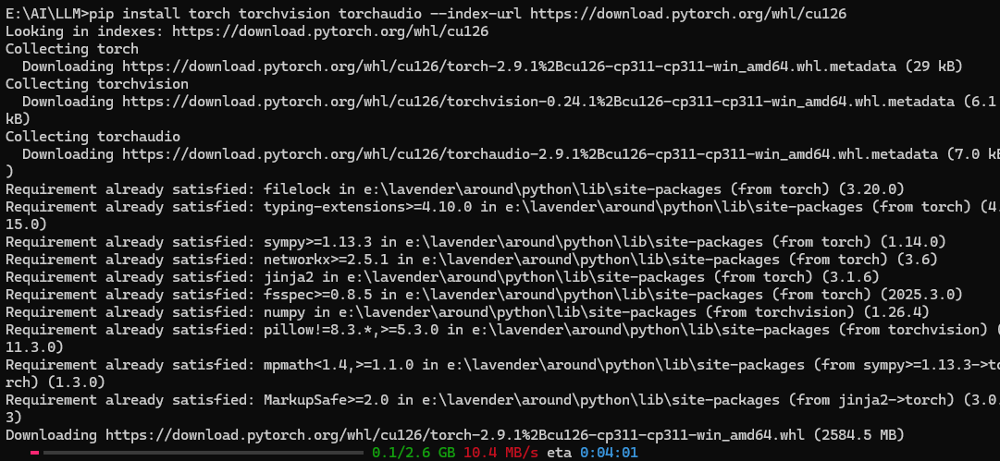 E:\AI\LLM>pip install torch torchvision torchaudio --index-url https://download.pytorch.org/whl/cu126
Looking in indexes: https://download.pytorch.org/whl/cu126
Collecting torch
  Downloading https://download.pytorch.org/whl/cu126/torch-2.9.1%2Bcu126-cp311-cp311-win_amd64.whl.metadata (29 kB)
Collecting torchvision
  Downloading https://download.pytorch.org/whl/cu126/torchvision-0.24.1%2Bcu126-cp311-cp311-win_amd64.whl.metadata (6.1
kB)
Collecting torchaudio
  Downloading https://download.pytorch.org/whl/cu126/torchaudio-2.9.1%2Bcu126-cp311-cp311-win_amd64.whl.metadata (7.0 kB
)
Requirement already satisfied: filelock in e:\lavender\around\python\lib\site-packages (from torch) (3.20.0)
Requirement already satisfied: typing-extensions>=4.10.0 in e:\lavender\around\python\lib\site-packages (from torch) (4.
15.0)
Requirement already satisfied: sympy>=1.13.3 in e:\lavender\around\python\lib\site-packages (from torch) (1.14.0)
Requirement already satisfied: networkx>=2.5.1 in e:\lavender\around\python\lib\site-packages (from torch) (3.6)
Requirement already satisfied: jinja2 in e:\lavender\around\python\lib\site-packages (from torch) (3.1.6)
Requirement already satisfied: fsspec>=0.8.5 in e:\lavender\around\python\lib\site-packages (from torch) (2025.3.0)
Requirement already satisfied: numpy in e:\lavender\around\python\lib\site-packages (from torchvision) (1.26.4)
Requirement already satisfied: pillow!=8.3.*,>=5.3.0 in e:\lavender\around\python\lib\site-packages (from torchvision) (
11.3.0)
Requirement already satisfied: mpmath<1.4,>=1.1.0 in e:\lavender\around\python\lib\site-packages (from sympy>=1.13.3->to
rch) (1.3.0)
Requirement already satisfied: MarkupSafe>=2.0 in e:\lavender\around\python\lib\site-packages (from jinja2->torch) (3.0.
3)
Downloading https://download.pytorch.org/whl/cu126/torch-2.9.1%2Bcu126-cp311-cp311-win_amd64.whl (2584.5 MB)
0.1/2.6 GB 10.4 MB/s eta 0:04:01